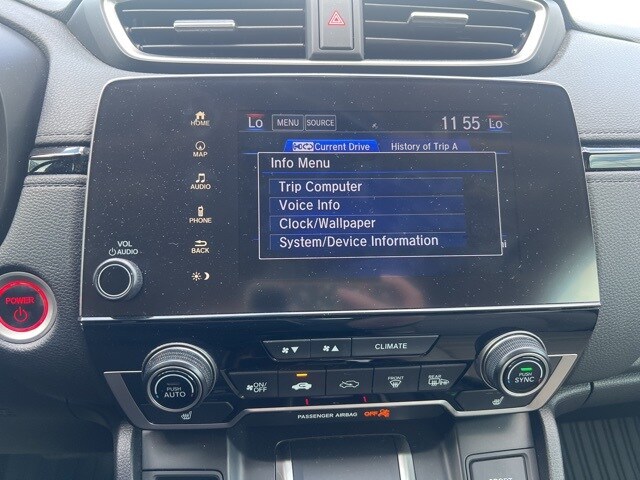 HOME
MAP
AUDIO
PHONE
BACK
VOL
AUDIO
POWER
Lo MENU SOURCE 11 55 Lo
Current Drive History of Trip A
Info Menu
Trip Computer
Voice Info
Clock/Wallpaper
System/Device Information
mi
CLIMATE
PUSH
AUTO
ON/
OFF
FRONT
REAR
PUSH
SYNC
PASSENGER AIRBAG OFF
SPORT